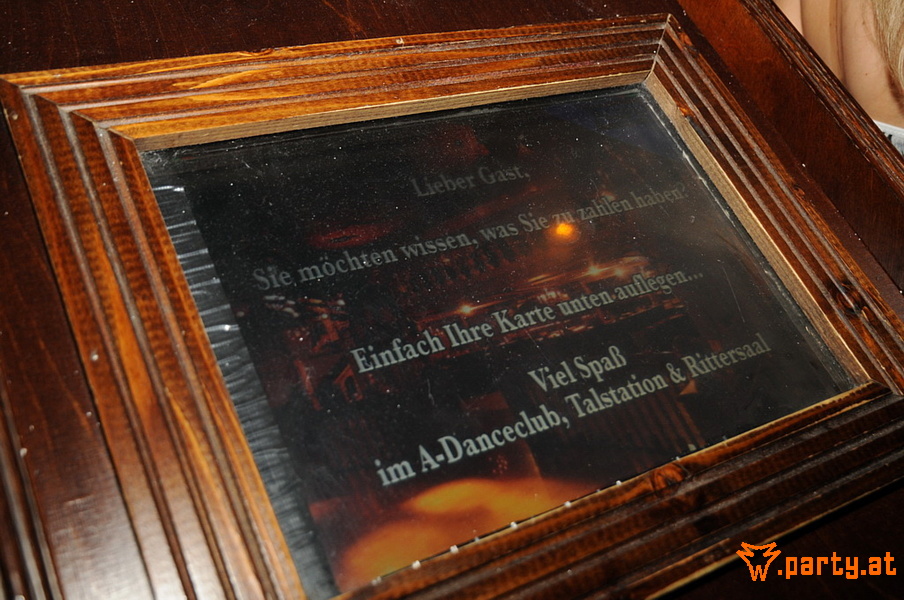 Lieber Gast,
Sie möchten wissen, was Sie zu zahlen haben?
Einfach Ihre Karte unten auflegen...
Viel Spaß
im A-Danceclub, Talstation & Rittersaal
W.party.at